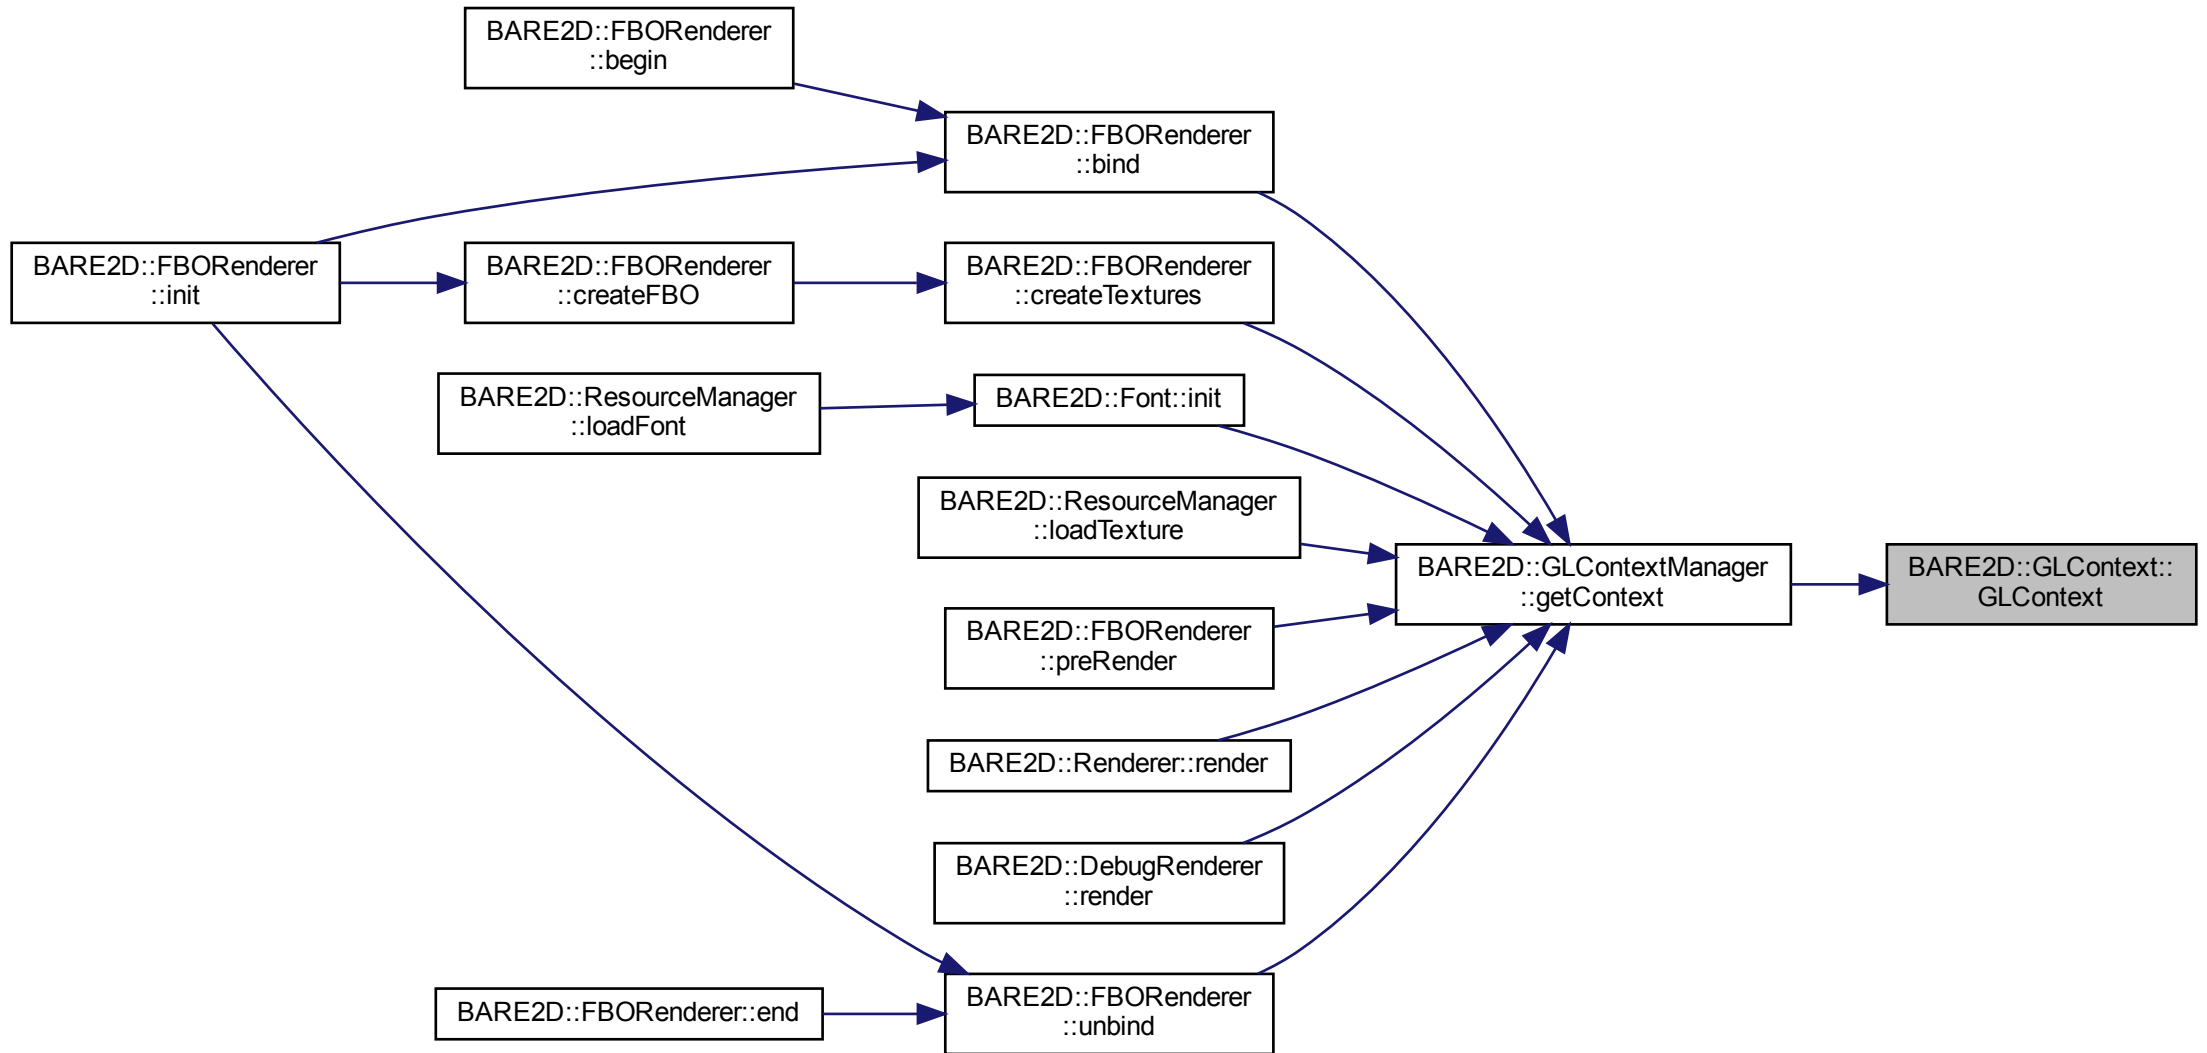 BARE2D::FBORenderer
::begin
BARE2D::FBORenderer
::bind
BARE2D::FBORenderer
::init
BARE2D::FBORenderer
::createFBO
BARE2D::FBORenderer
::createTextures
BARE2D::ResourceManager
::loadFont
BARE2D::Font::init
BARE2D::ResourceManager
::loadTexture
BARE2D::GLContextManager
::getContext
BARE2D::GLContext::
GLContext
BARE2D::FBORenderer
::preRender
BARE2D::Renderer::render
BARE2D::DebugRenderer
::render
BARE2D::FBORenderer::end
BARE2D::FBORenderer
::unbind